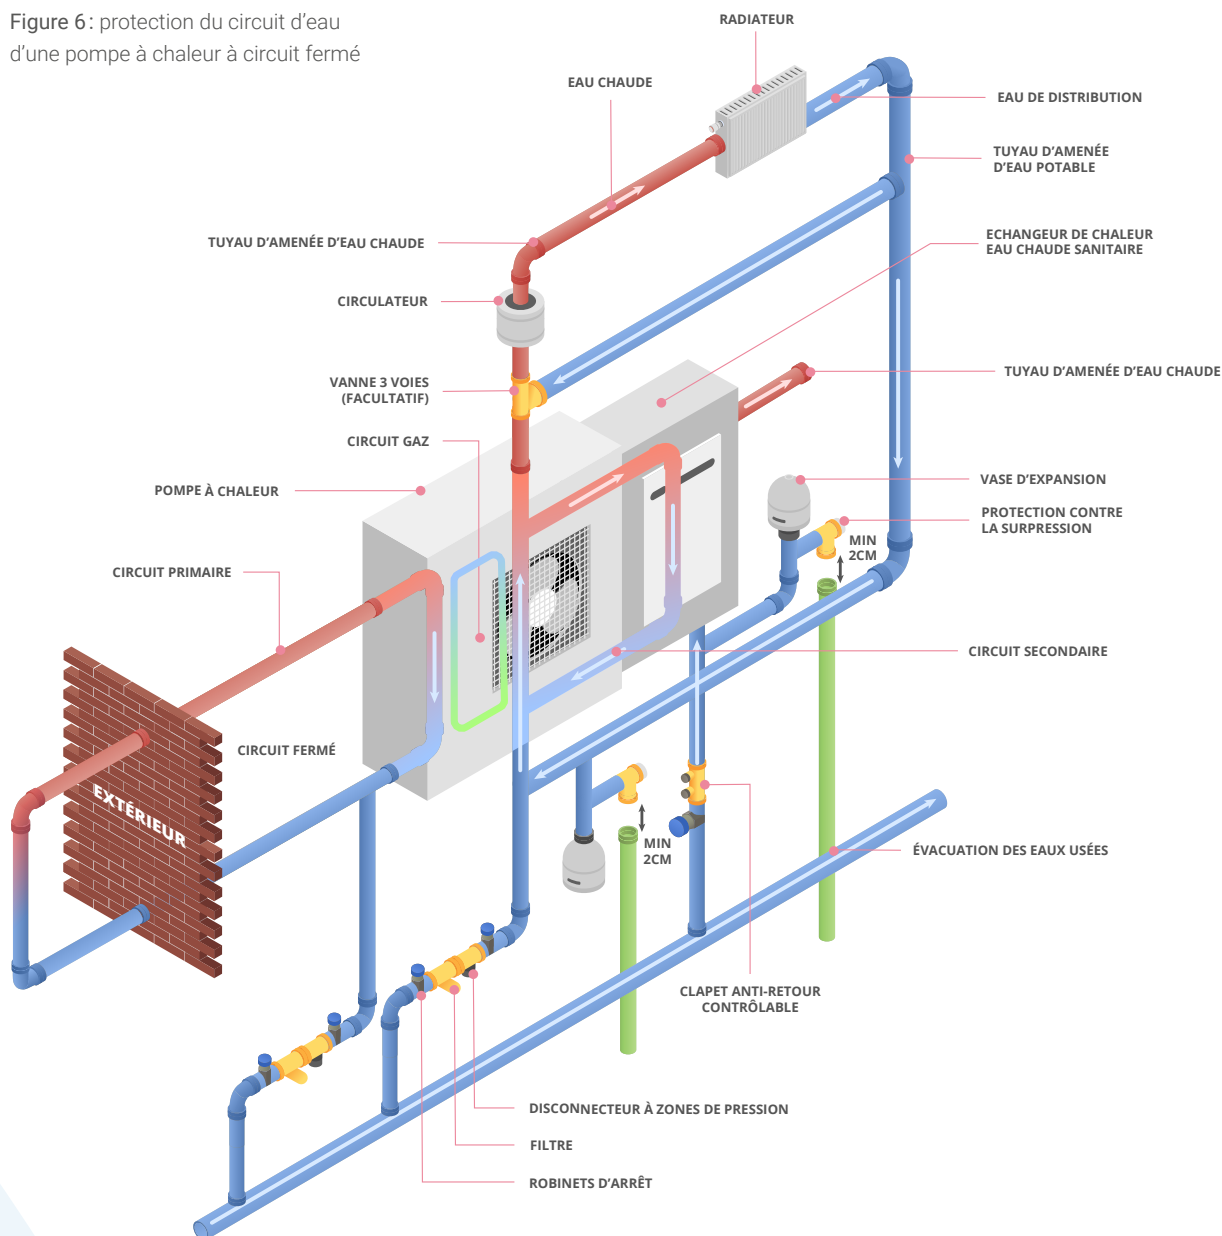 Figure 6 : protection du circuit d’eau
d’une pompe à chaleur à circuit fermé
RADIATEUR
EAU CHAUDE
EAU DE DISTRIBUTION
TUYAU D’AMENÉE
D’EAU POTABLE
TUYAU D’AMENÉE D’EAU CHAUDE
ECHANGEUR DE CHALEUR
EAU CHAUDE SANITAIRE
CIRCULATEUR
VANNE 3 VOIES
(FACULTATIF)
TUYAU D’AMENÉE D’EAU CHAUDE
CIRCUIT GAZ
POMPE À CHALEUR
VASE D’EXPANSION
PROTECTION CONTRE
LA SURPRESSION
MIN
2CM
CIRCUIT PRIMAIRE
CIRCUIT SECONDAIRE
CIRCUIT FERMÉ
EXTÉRIEUR
MIN
2CM
ÉVACUATION DES EAUX USÉES
CLAPET ANTI-RETOUR
CONTRÔLABLE
DISCONNECTEUR À ZONES DE PRESSION
FILTRE
ROBINETS D’ARRÊT